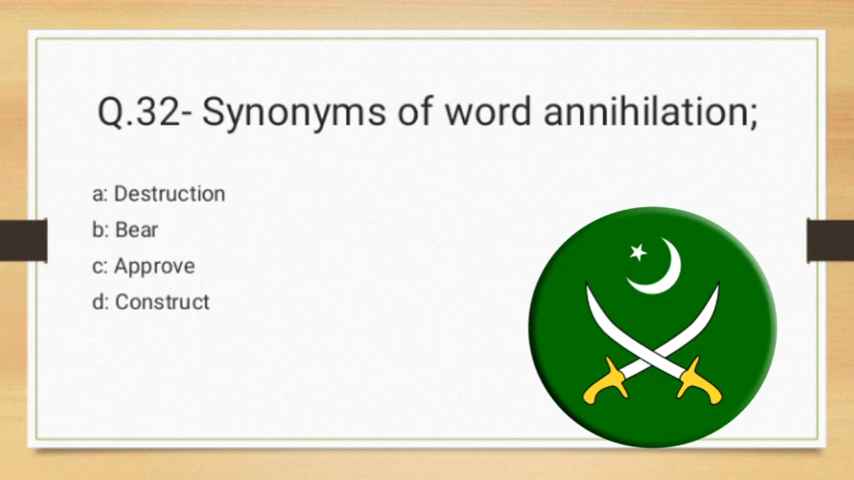 Q.32- Synonyms of word annihilation;
a: Destruction
b: Bear
c: Approve
d: Construct